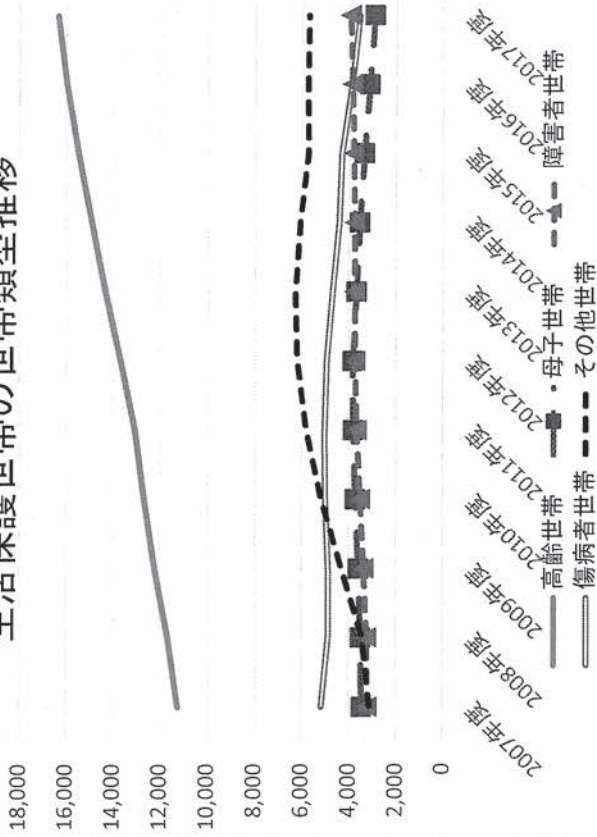 生活保護世帯の世帯類型推移
18,000
16,000
14,000
12,000
10,000
8,000
6,000
4,000
2,000
0
2007年度
2008年度
2009年度
2010年度
2011年度
2012年度
2013年度
2014年度
2015年度
2016年度
2017年度
高齢世帯
母子世帯
障害者世帯
傷病者世帯
その他世帯